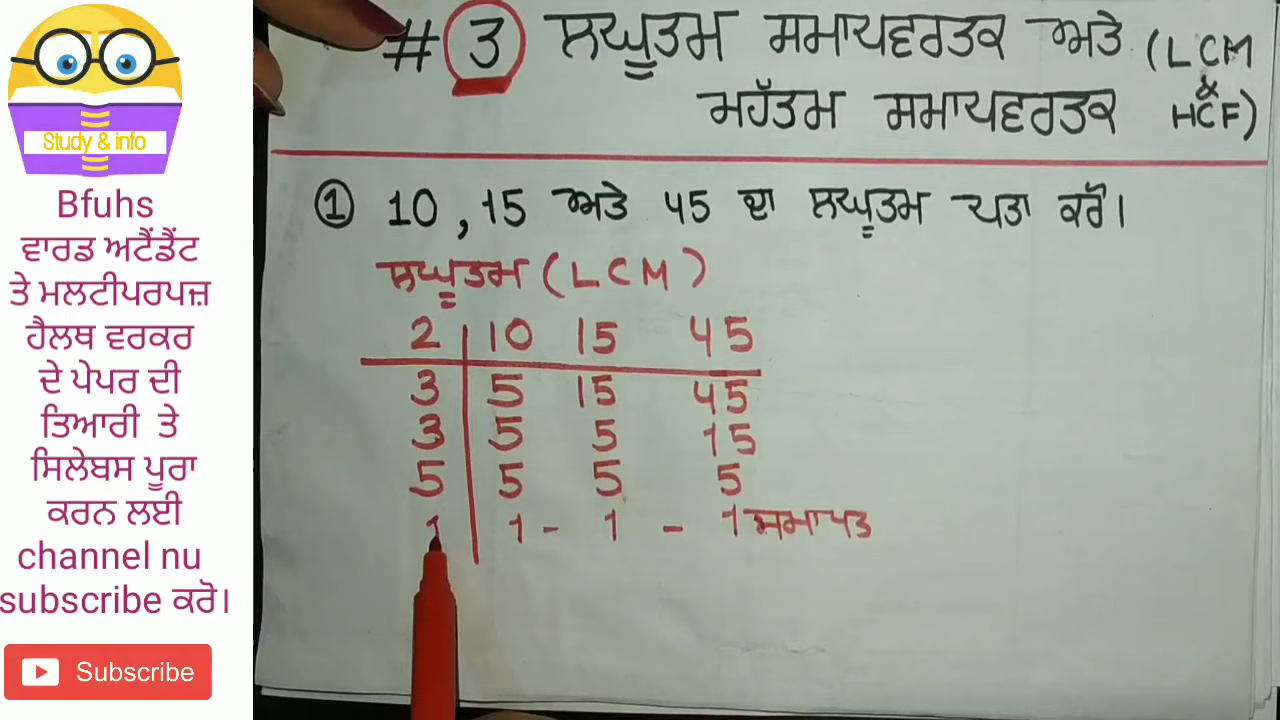 Study & info
Bfuhs
ਵਾਰਡ ਅਟੈਂਡੈਂਟ
ਤੇ ਮਲਟੀਪਰਪਜ਼
ਹੈਲਥ ਵਰਕਰ
ਦੇ ਪੇਪਰ ਦੀ
ਤਿਆਰੀ ਤੇ
ਸਿਲੇਬਸ ਪੂਰਾ
ਕਰਨ ਲਈ
channel nu
subscribe ਕਰੋ।
Subscribe
# 3 ਲਘੂਤਮ ਸਮਾਪਵਰਤਕ ਅਤੇ (LCM
&
ਮਹੱਤਮ ਸਮਾਪਵਰਤਕ HCF)
① 10, 15 ਅਤੇ 45 ਦਾ ਲਘੂਤਮ ਪਤਾ ਕਰੋ।
ਲਘੂਤਮ (LCM)
2 10 15 45
3 5 15 45
3 5 5 15
5 5 5 5
1 1 - 1 - 1 ਸਮਾਪਤ